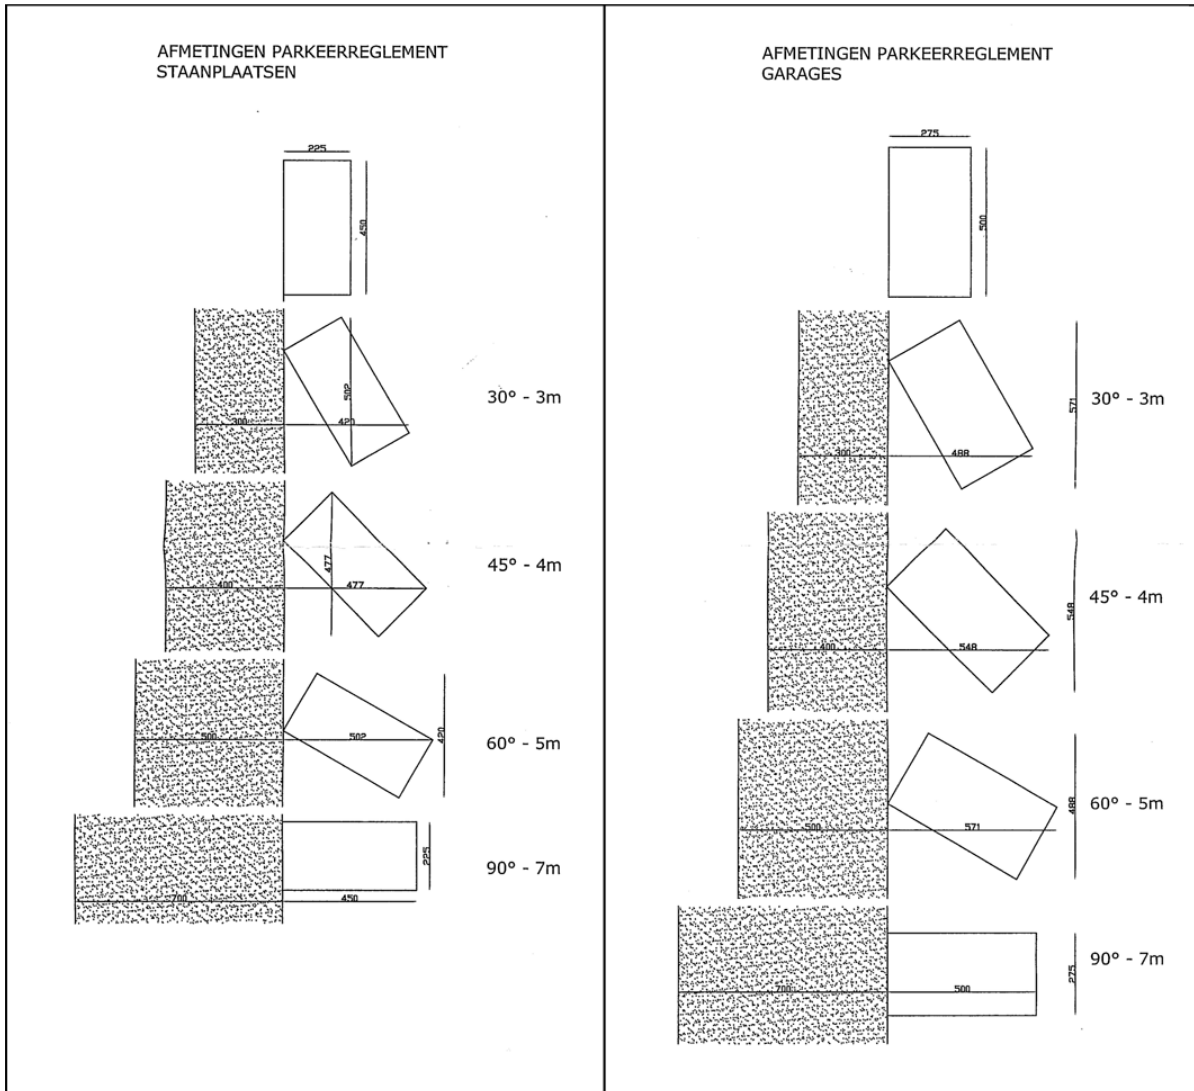 AFMETINGEN PARKEERREGLEMENT
STAANPLAATSEN
225
450
502
300
420
30° - 3m
477
400
477
45° - 4m
500
502
420
60° - 5m
225
700
450
90° - 7m
AFMETINGEN PARKEERREGLEMENT
GARAGES
275
500
571
300
488
30° - 3m
548
400
548
45° - 4m
488
500
571
60° - 5m
275
700
500
90° - 7m